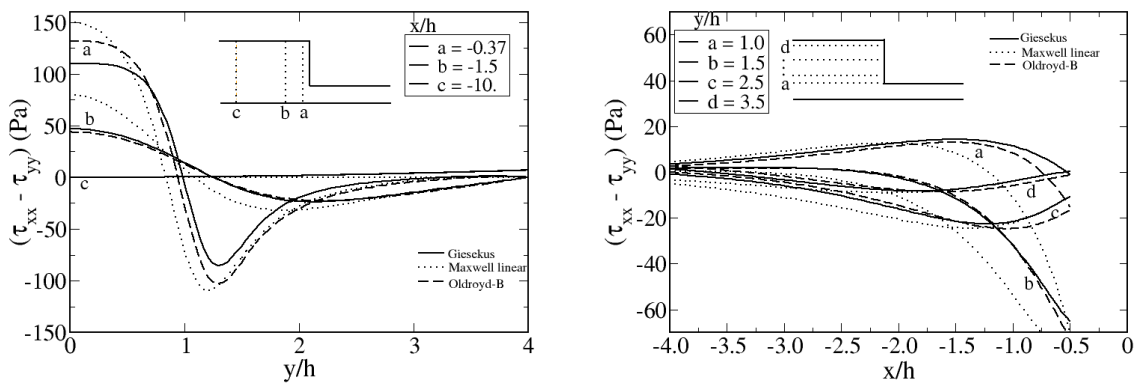 150
100
50
0
-50
-100
-150
(τxx - τyy) (Pa)
0
1
2
3
4
y/h
x/h
a = -0.37
b = -1.5
c = -10.
a
b
c
c
b
a
Giesekus
Maxwell linear
Oldroyd-B
60
40
20
0
-20
-40
-60
(τxx - τyy) (Pa)
-4.0
-3.5
-3.0
-2.5
-2.0
-1.5
-1.0
-0.5
0
x/h
y/h
a = 1.0
b = 1.5
c = 2.5
d = 3.5
d
a
Giesekus
Maxwell linear
Oldroyd-B
a
d
c
b